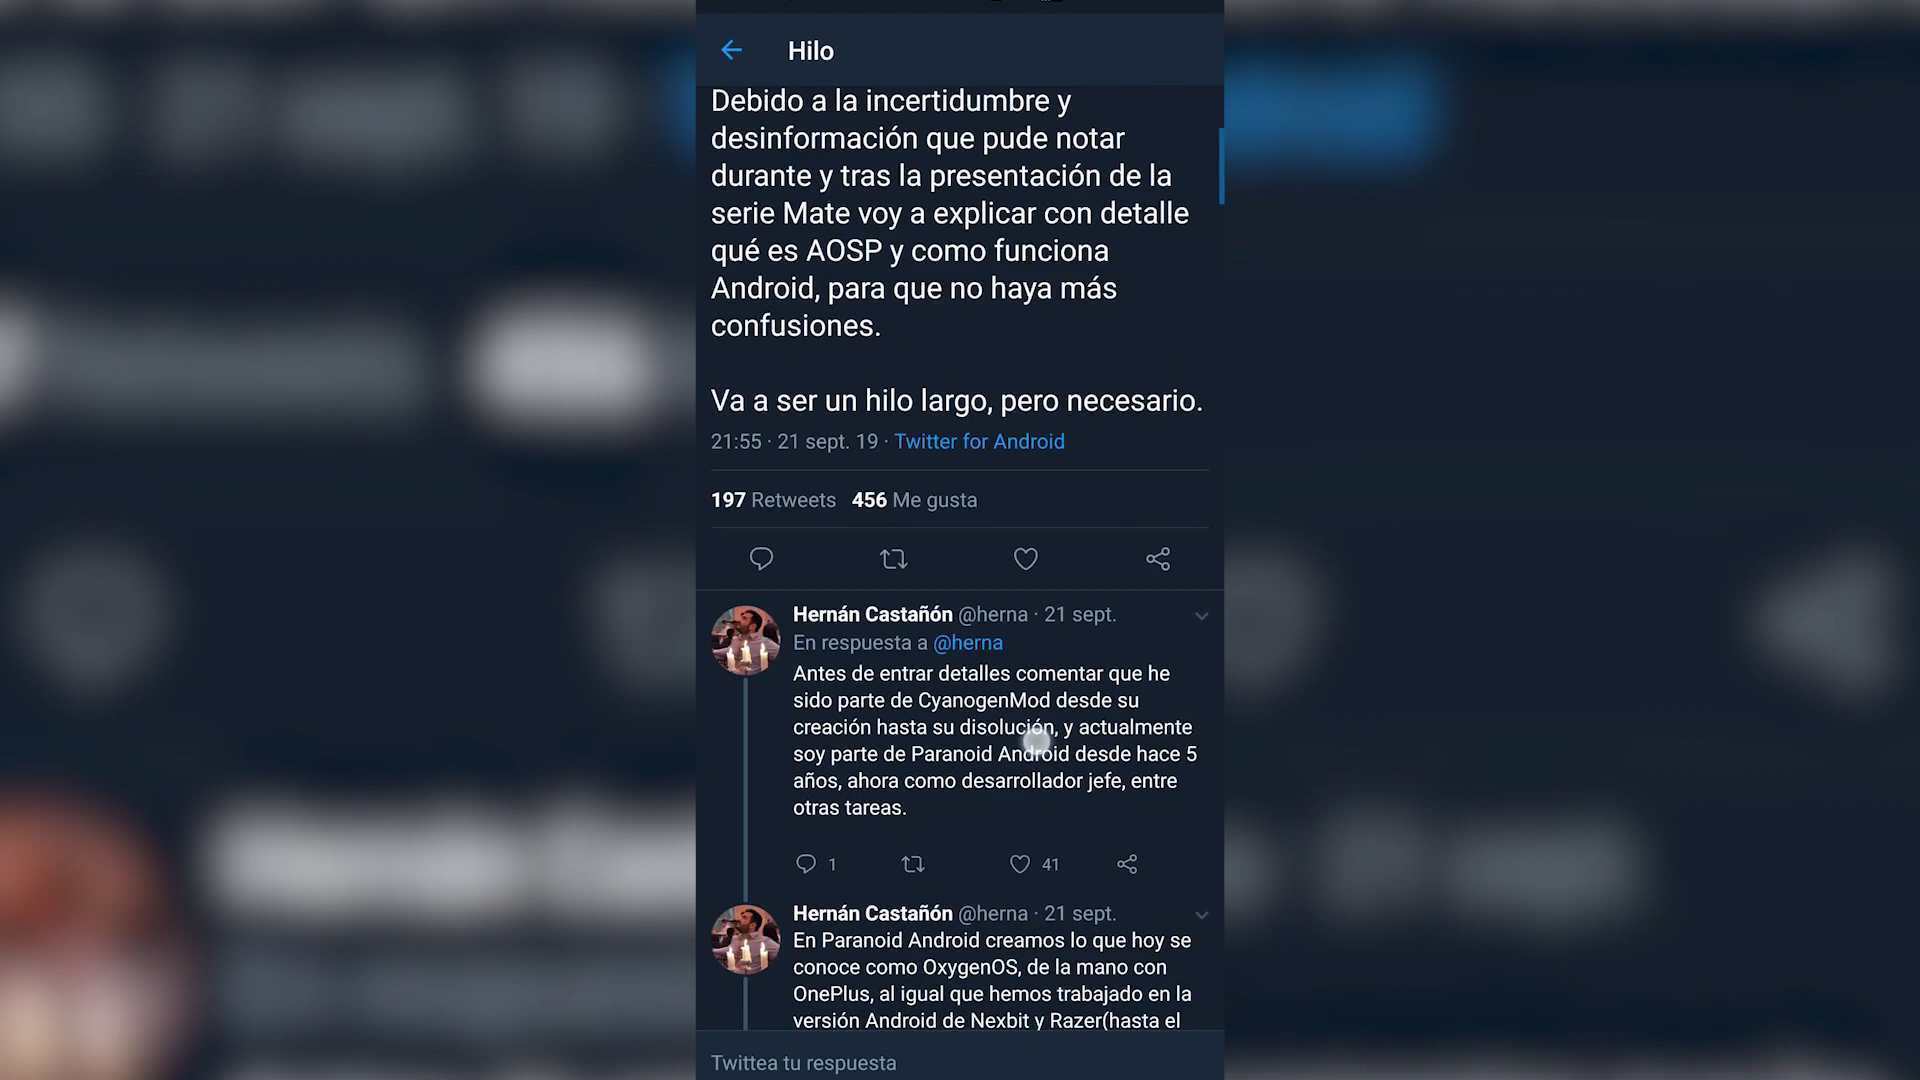 Hilo
Debido a la incertidumbre y
desinformación que pude notar
durante y tras la presentación de la
serie Mate voy a explicar con detalle
qué es AOSP y como funciona
Android, para que no haya más
confusiones.
Va a ser un hilo largo, pero necesario.
21:55 · 21 sept. 19 · Twitter for Android
197 Retweets 456 Me gusta
Hernán Castañón @herna · 21 sept.
En respuesta a @herna
Antes de entrar detalles comentar que he
sido parte de CyanogenMod desde su
creación hasta su disolución, y actualmente
soy parte de Paranoid Android desde hace 5
años, ahora como desarrollador jefe, entre
otras tareas.
1 41
Hernán Castañón @herna · 21 sept.
En Paranoid Android creamos lo que hoy se
conoce como OxygenOS, de la mano con
OnePlus, al igual que hemos trabajado en la
versión Android de Nexbit y Razer(hasta el
Twittea tu respuesta